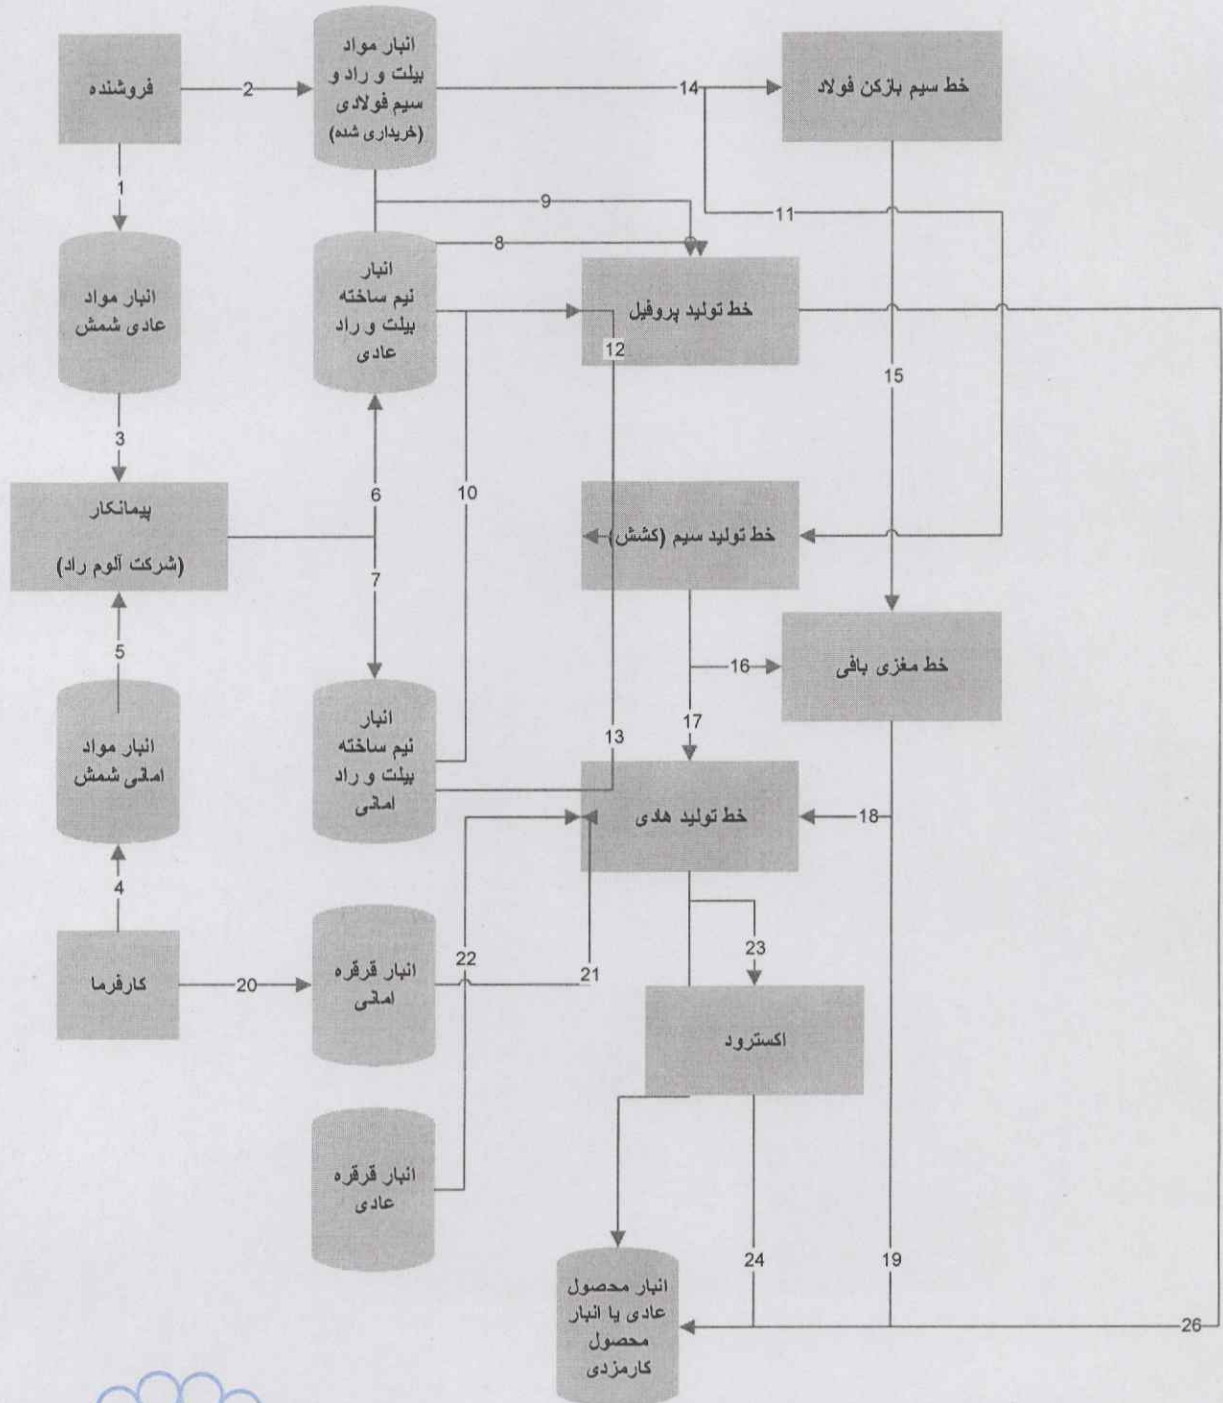 فروشنده
2
انبار مواد
بیلت و راد و
سیم فولادی
(خریداری شده)
14
خط سیم بازکن فولاد
1
9
11
8
انبار مواد
عادی شمش
انبار
نیم ساخته
بیلت و راد
عادی
خط تولید پروفیل
12
15
3
6
10
پیمانکار
(شرکت آلوم راد)
خط تولید سیم (کشش)
7
5
16
خط مغزی بافی
انبار مواد
امانی شمش
انبار
نیم ساخته
بیلت و راد
امانی
17
13
خط تولید هادی
18
4
کارفرما
20
انبار قرقره
امانی
22
21
23
اکسترود
انبار قرقره
عادی
24
19
انبار محصول
عادی یا انبار
محصول
کارمزدی
26